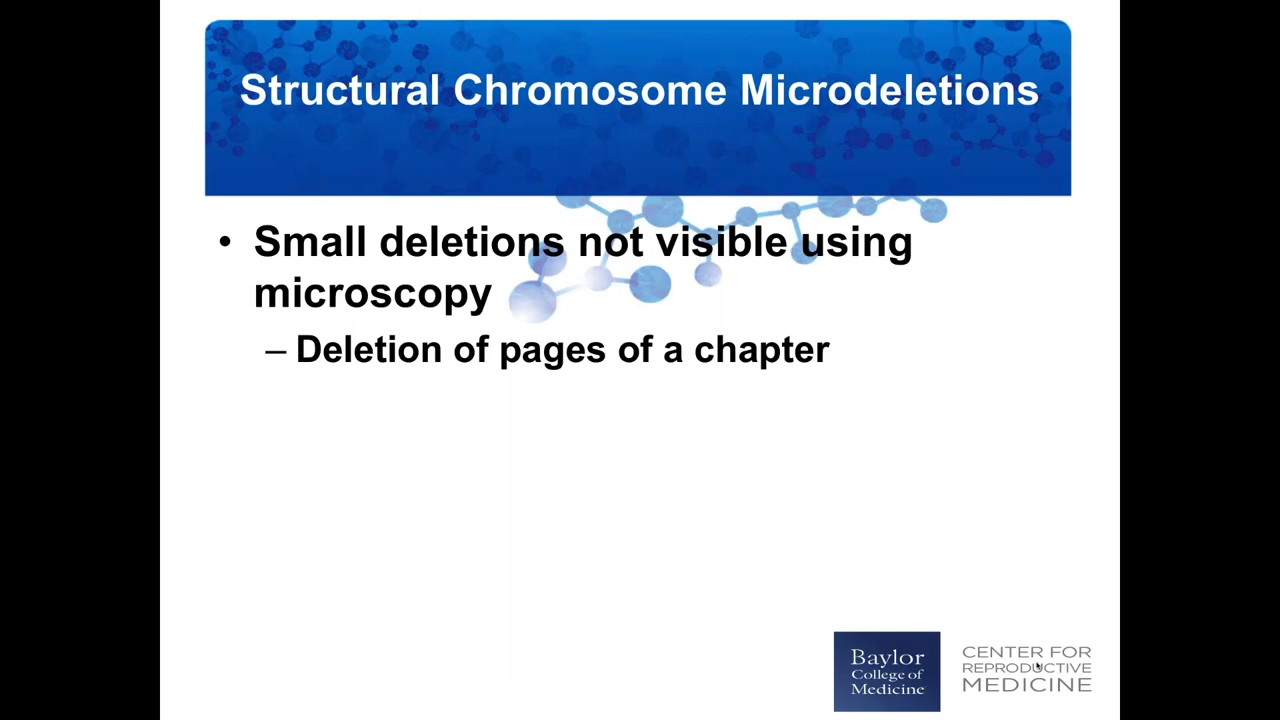 Structural Chromosome Microdeletions
• Small deletions not visible using
microscopy
– Deletion of pages of a chapter
Baylor
College of
Medicine
CENTER FOR
REPRODUCTIVE
MEDICINE